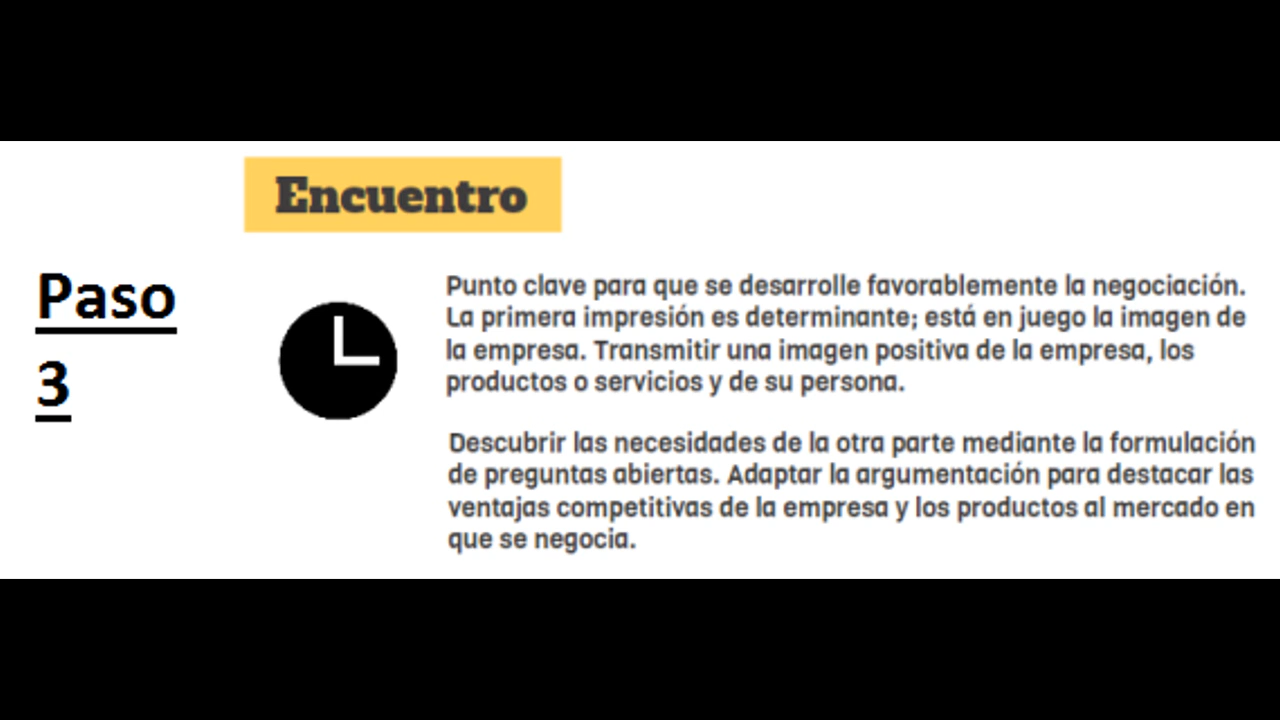 Encuentro
Paso
3
Punto clave para que se desarrolle favorablemente la negociación.
La primera impresión es determinante; está en juego la imagen de
la empresa. Transmitir una imagen positiva de la empresa, los
productos o servicios y de su persona.
Descubrir las necesidades de la otra parte mediante la formulación
de preguntas abiertas. Adaptar la argumentación para destacar las
ventajas competitivas de la empresa y los productos al mercado en
que se negocia.